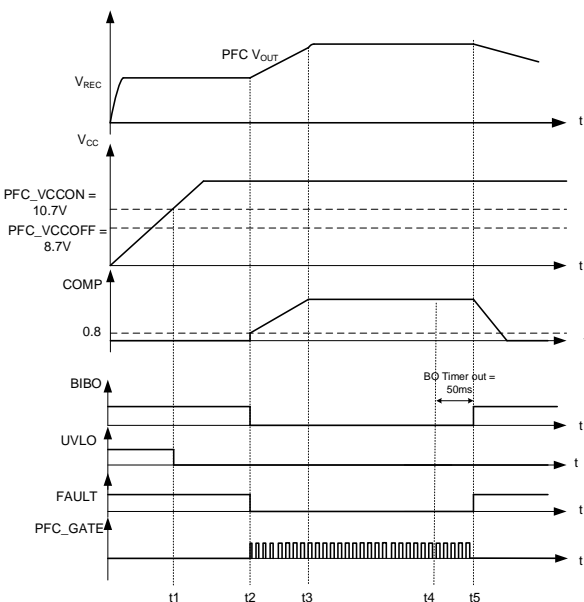 PFC VOUT
VREC
t
VCC
PFC_VCCON =
10.7V
PFC_VCCOFF =
8.7V
t
COMP
0.8
BO Timer out =
50ms
BIBO
t
UVLO
t
FAULT
t
PFC_GATE
t
t1 t2 t3 t4 t5